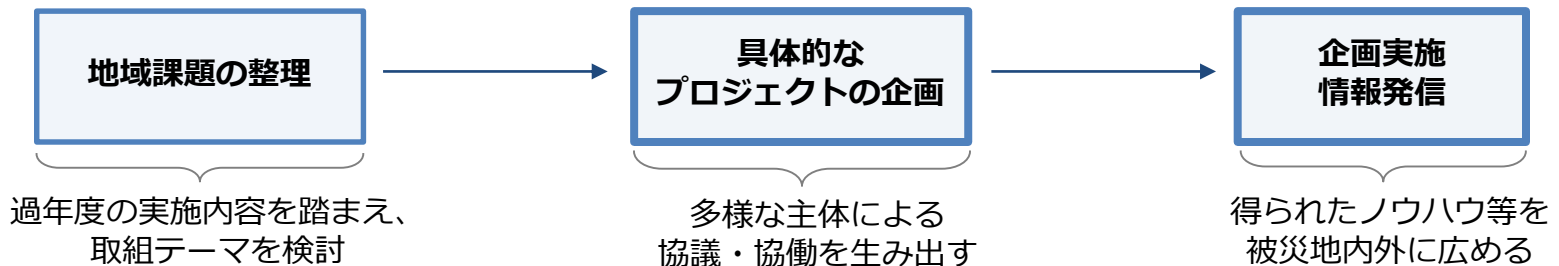 地域課題の整理
過年度の実施内容を踏まえ、
取組テーマを検討
具体的な
プロジェクトの企画
多様な主体による
協議・協働を生み出す
企画実施
情報発信
得られたノウハウ等を
被災地内外に広める